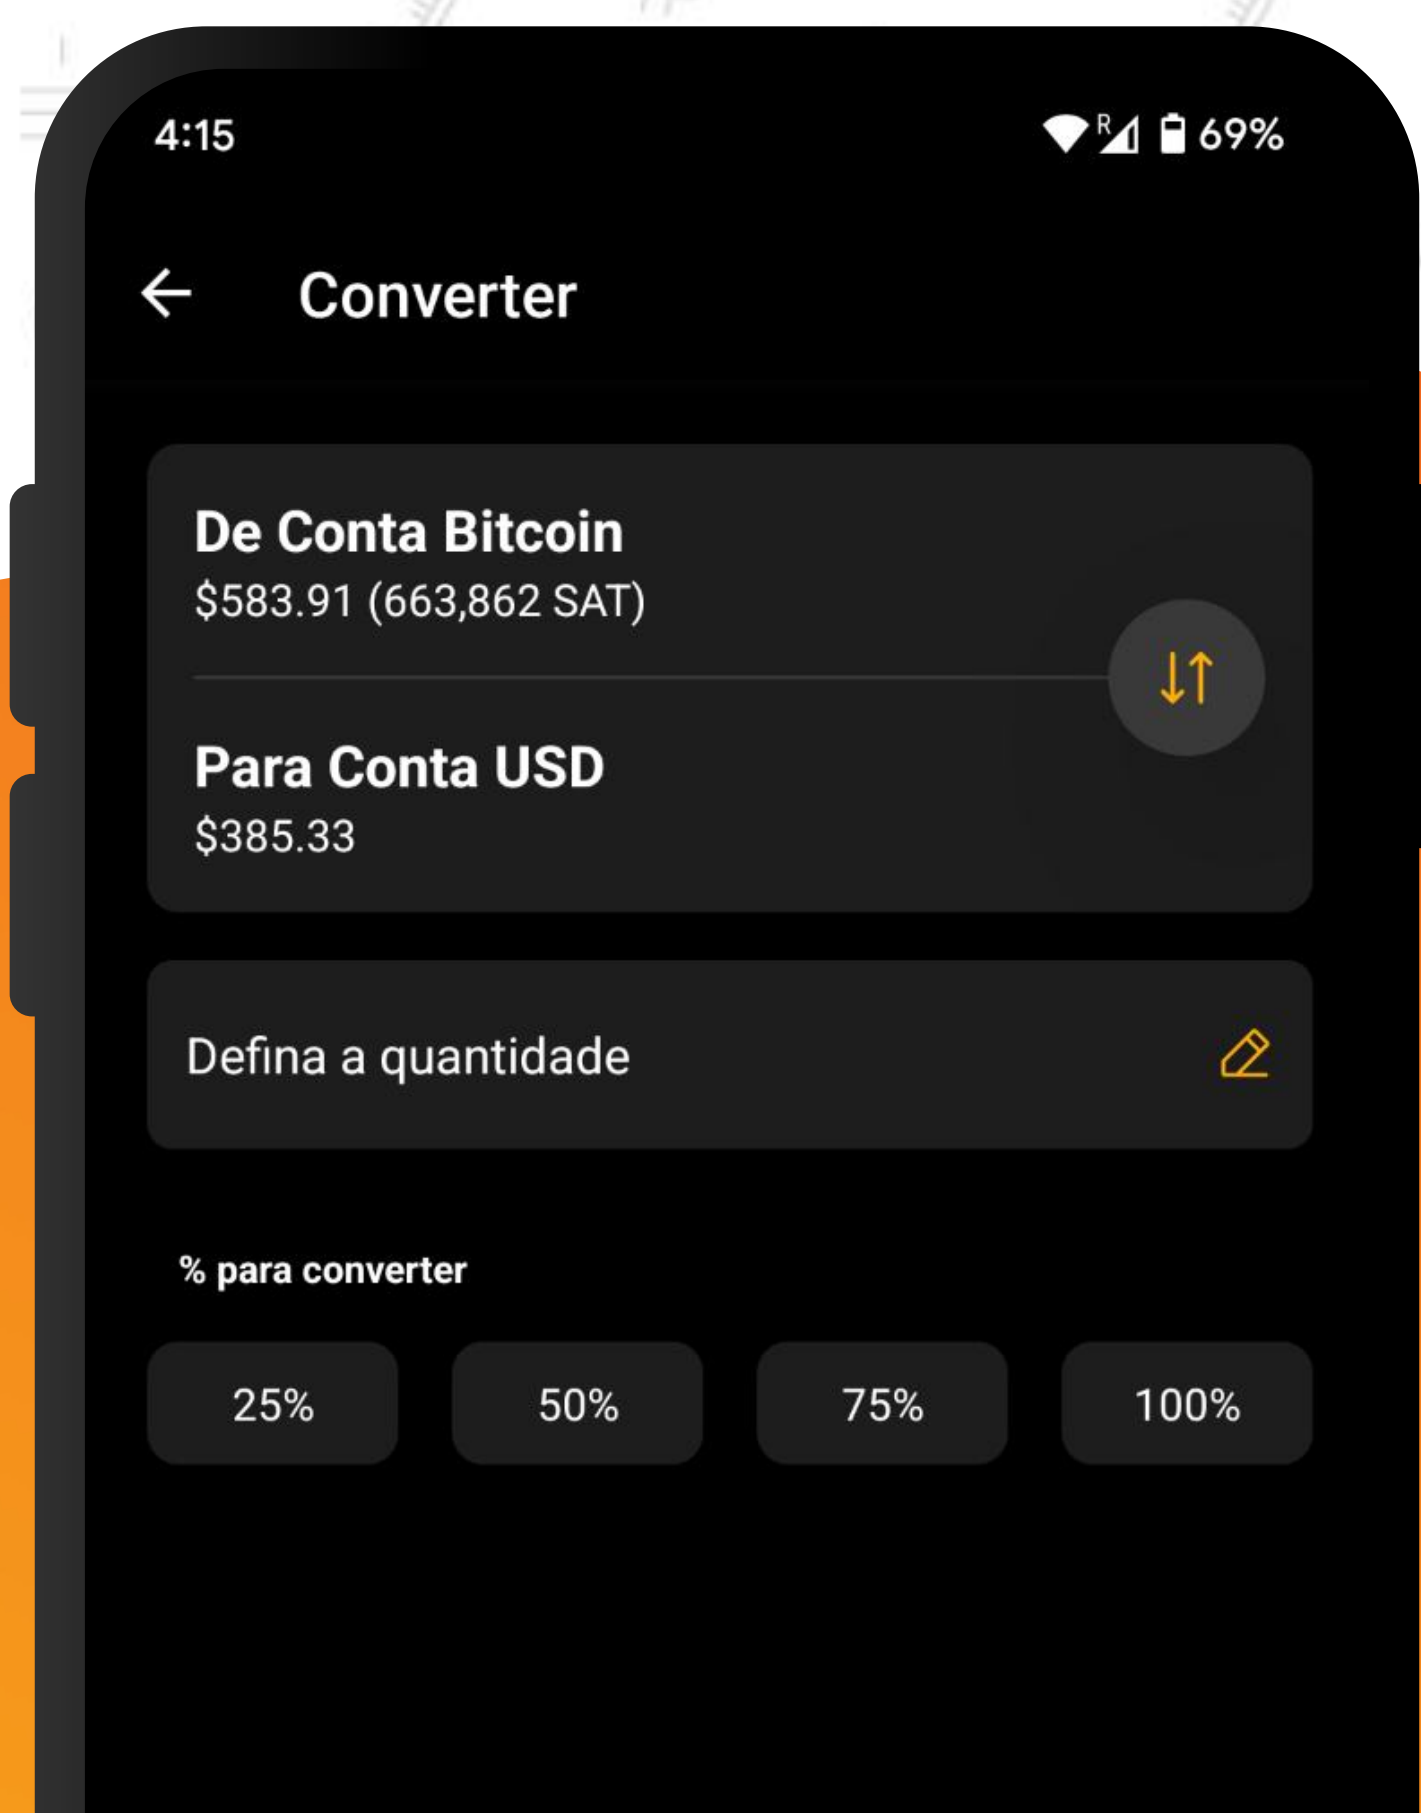 4:15
R
69%
Converter
De Conta Bitcoin
$583.91 (663,862 SAT)
Para Conta USD
$385.33
Defina a quantidade
% para converter
25%
50%
75%
100%